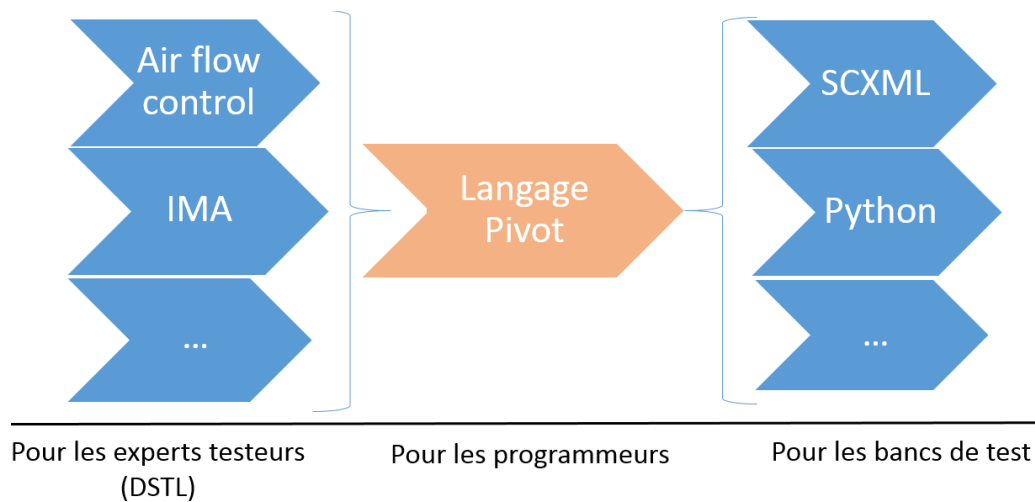 Air flow
control
IMA
...
Langage
Pivot
SCXML
Python
...
Pour les experts testeurs
(DSTL)
Pour les programmeurs
Pour les bancs de test